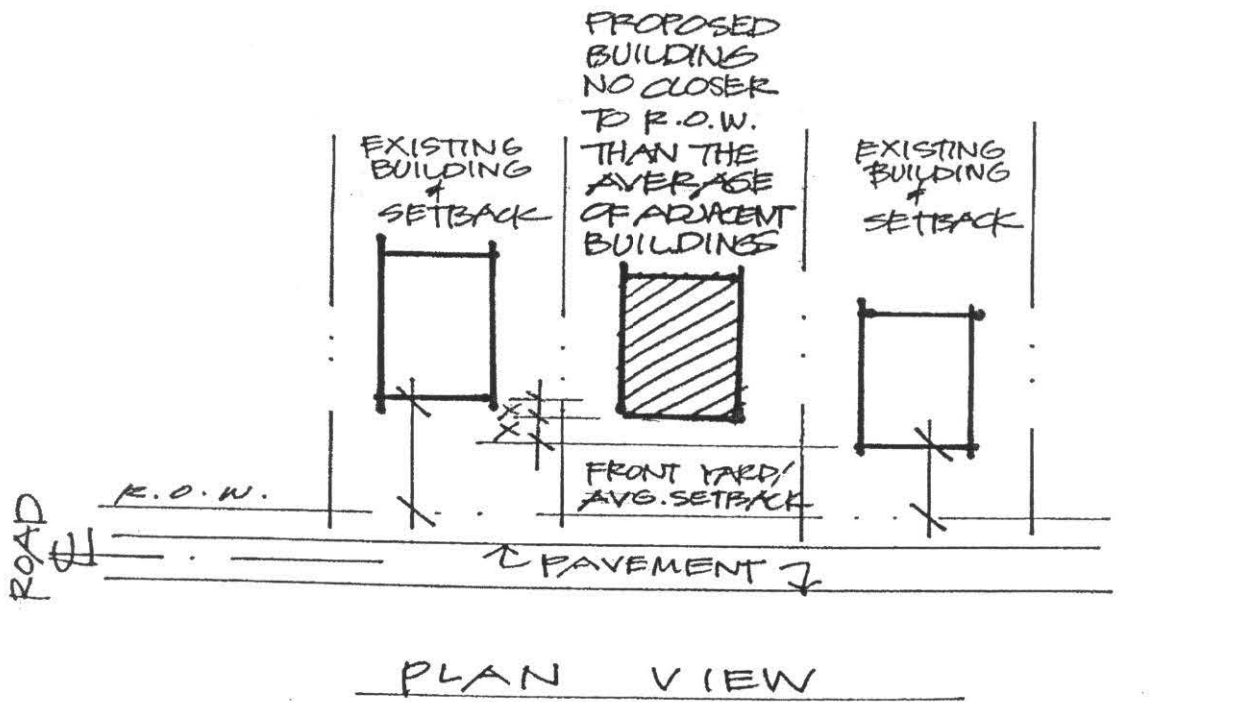 PROPOSED
BUILDING
NO CLOSER
TO R.O.W.
THAN THE
AVERAGE
OF ADJACENT
BUILDINGS
EXISTING
BUILDING
&
SETBACK
EXISTING
BUILDING
&
SETBACK
X
X
FRONT YARD/
AVG. SETBACK
R.O.W.
ROAD
℄
PAVEMENT
PLAN VIEW